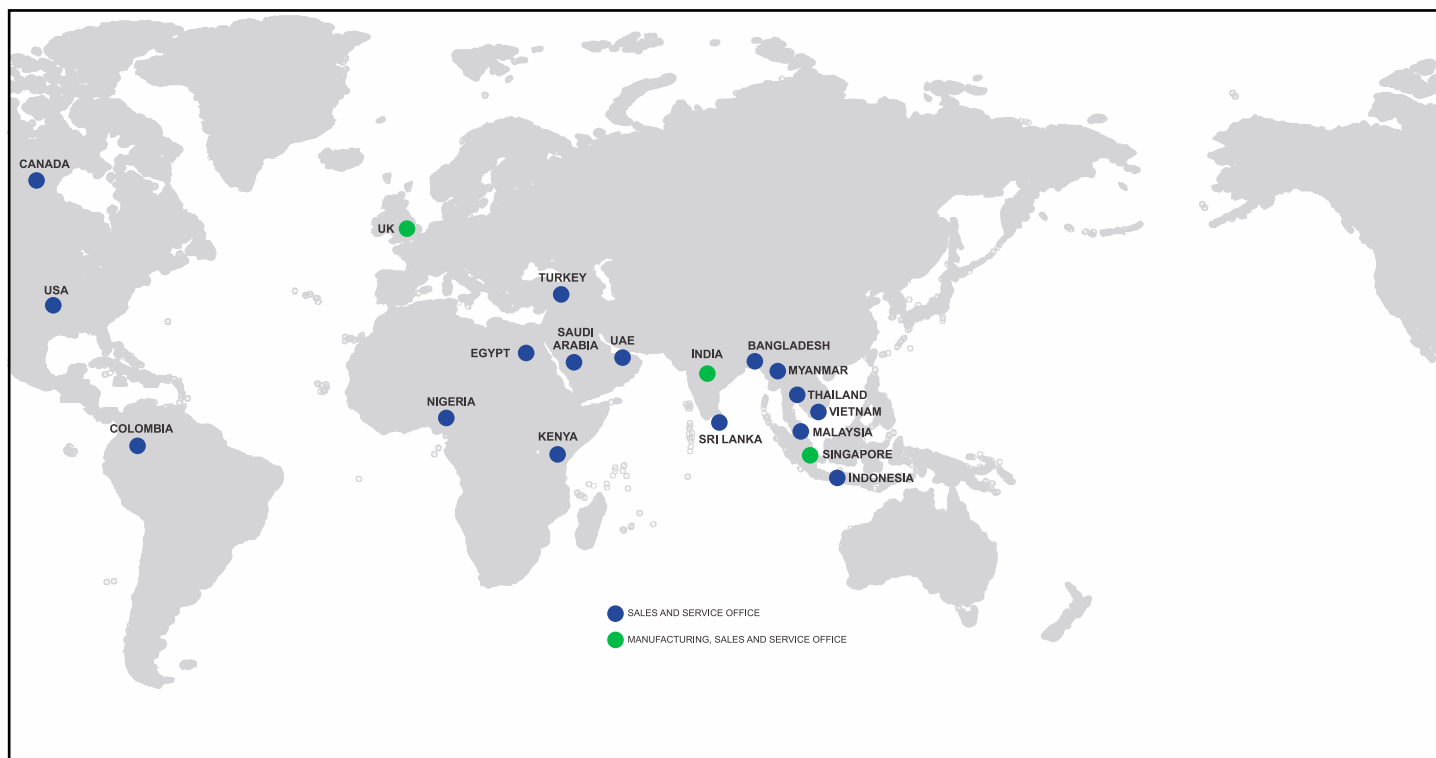 CANADA
UK
TURKEY
USA
SAUDI
ARABIA
UAE
EGYPT
INDIA
BANGLADESH
MYANMAR
THAILAND
NIGERIA
VIETNAM
COLOMBIA
KENYA
SRI LANKA
MALAYSIA
SINGAPORE
INDONESIA
SALES AND SERVICE OFFICE
MANUFACTURING, SALES AND SERVICE OFFICE